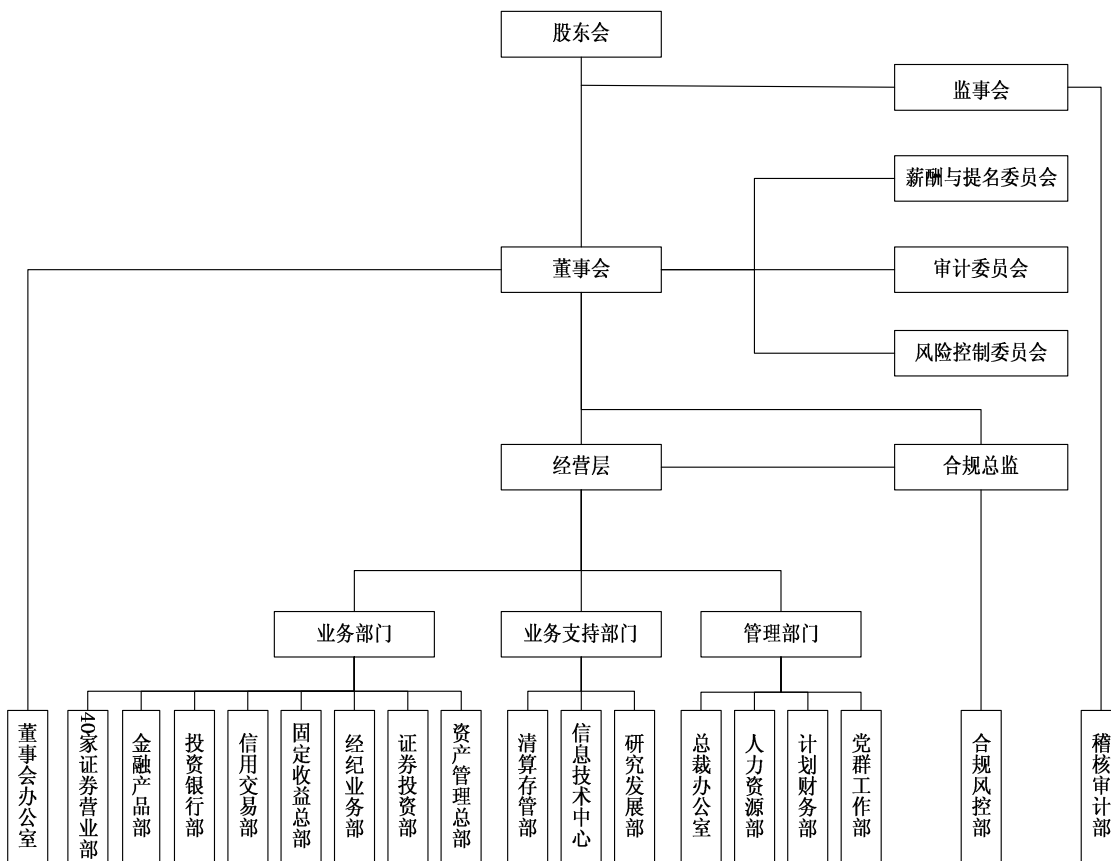 股东会
监事会
薪酬与提名委员会
董事会
审计委员会
风险控制委员会
经营层
合规总监
业务部门
业务支持部门
管理部门
董事会办公室
40家证券营业部
金融产品部
投资银行部
信用交易部
固定收益总部
经纪业务部
证券投资部
资产管理总部
清算存管部
信息技术中心
研究发展部
总裁办公室
人力资源部
计划财务部
党群工作部
合规风控部
稽核审计部